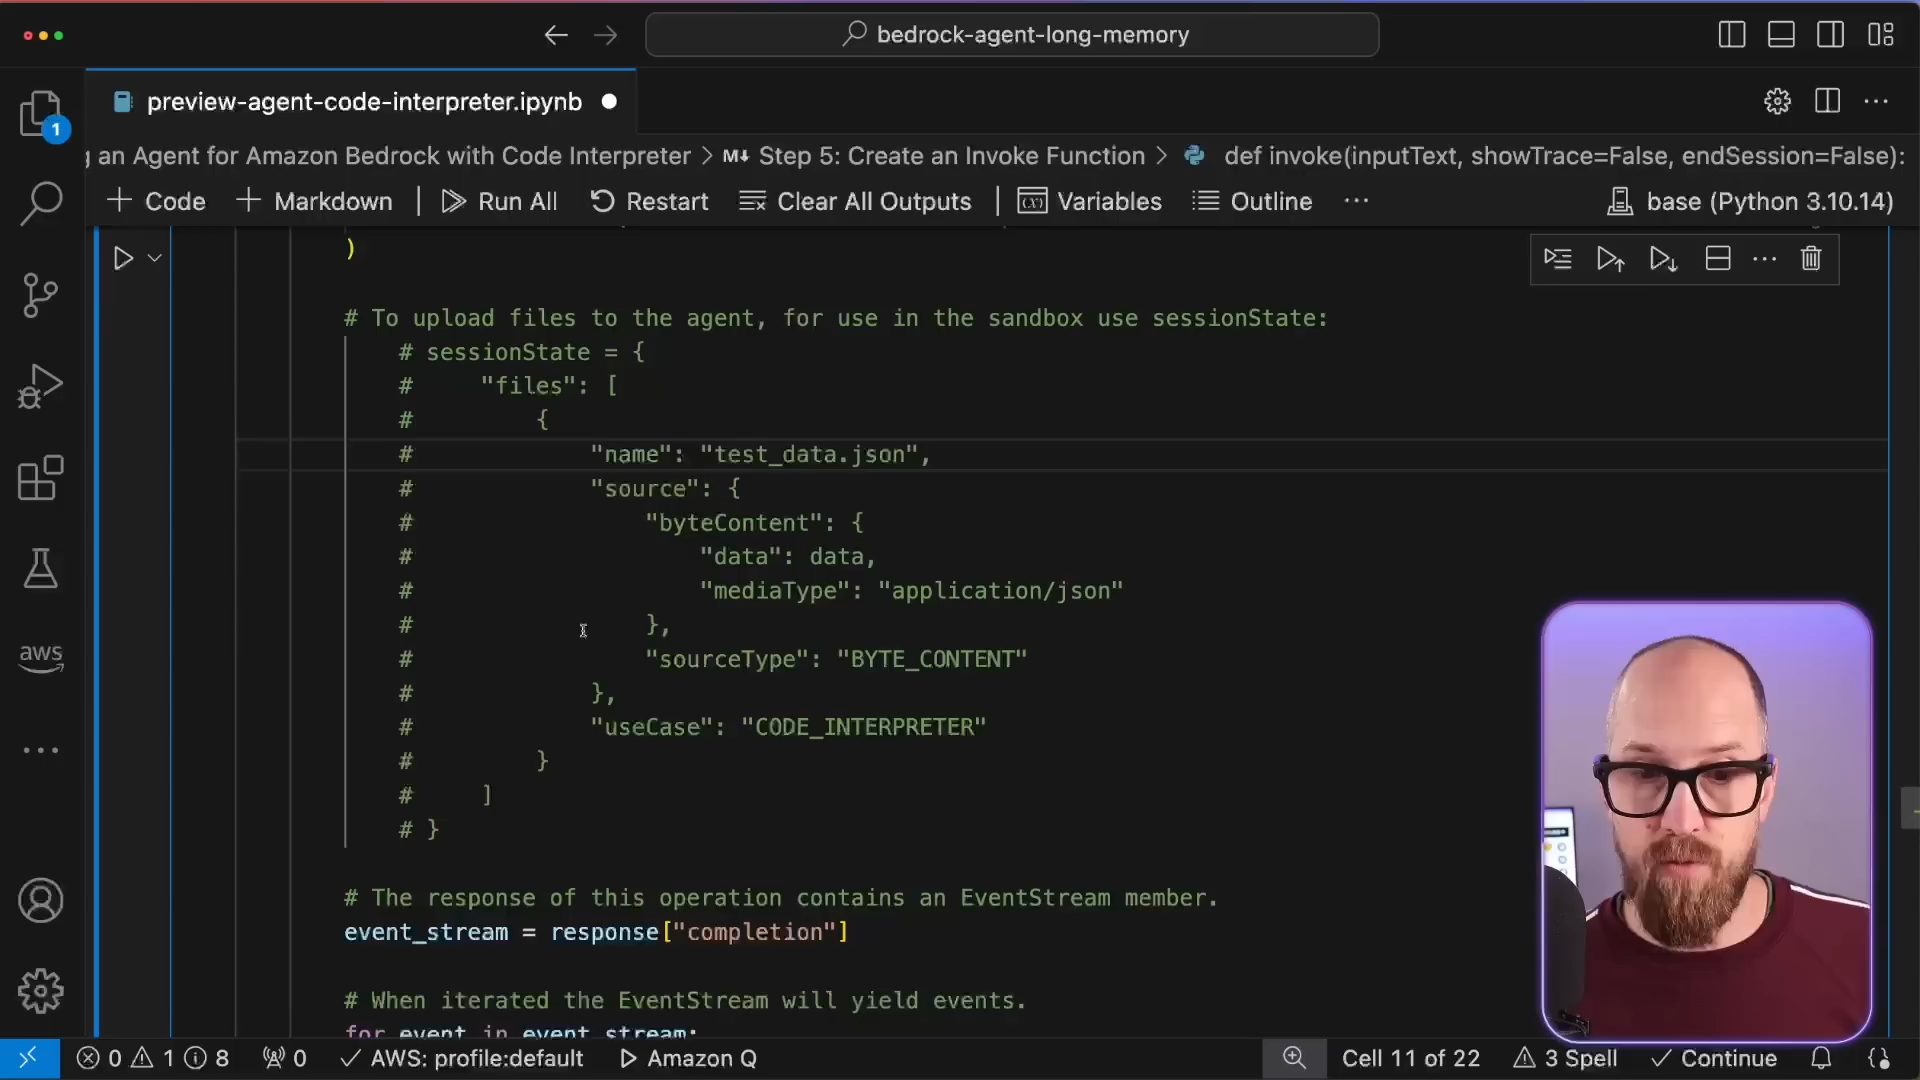 bedrock-agent-long-memory
preview-agent-code-interpreter.ipynb
1
an Agent for Amazon Bedrock with Code Interpreter > M↓ Step 5: Create an Invoke Function > def invoke(inputText, showTrace=False, endSession=False):
+ Code + Markdown | Run All Restart Clear All Outputs | (x) Variables Outline ... base (Python 3.10.14)
)
# To upload files to the agent, for use in the sandbox use sessionState:
# sessionState = {
#     "files": [
#         {
#             "name": "test_data.json",
#             "source": {
#                 "byteContent": {
#                     "data": data,
#                     "mediaType": "application/json"
#                 },
#                 "sourceType": "BYTE_CONTENT"
#             },
#             "useCase": "CODE_INTERPRETER"
#         }
#     ]
# }
aws
# The response of this operation contains an EventStream member.
event_stream = response["completion"]
# When iterated the EventStream will yield events.
for event in event_stream:
0 1 8 0 AWS: profile:default Amazon Q Cell 11 of 22 3 Spell Continue